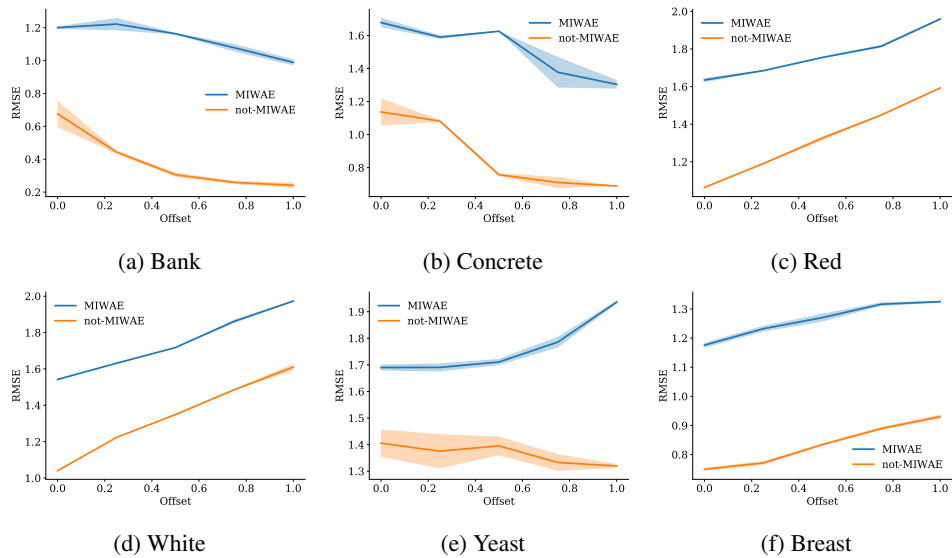 1.2
1.0
0.8
0.6
0.4
0.2
RMSE
MIWAE
not-MIWAE
0.0 0.2 0.4 0.6 0.8 1.0
Offset
(a) Bank
1.6
1.4
1.2
1.0
0.8
RMSE
MIWAE
not-MIWAE
0.0 0.2 0.4 0.6 0.8 1.0
Offset
(b) Concrete
2.0
1.8
1.6
1.4
1.2
RMSE
MIWAE
not-MIWAE
0.0 0.2 0.4 0.6 0.8 1.0
Offset
(c) Red
2.0
1.8
1.6
1.4
1.2
1.0
RMSE
MIWAE
not-MIWAE
0.0 0.2 0.4 0.6 0.8 1.0
Offset
(d) White
1.9
1.8
1.7
1.6
1.5
1.4
1.3
RMSE
MIWAE
not-MIWAE
0.0 0.2 0.4 0.6 0.8 1.0
Offset
(e) Yeast
1.3
1.2
1.1
1.0
0.9
0.8
RMSE
MIWAE
not-MIWAE
0.0 0.2 0.4 0.6 0.8 1.0
Offset
(f) Breast